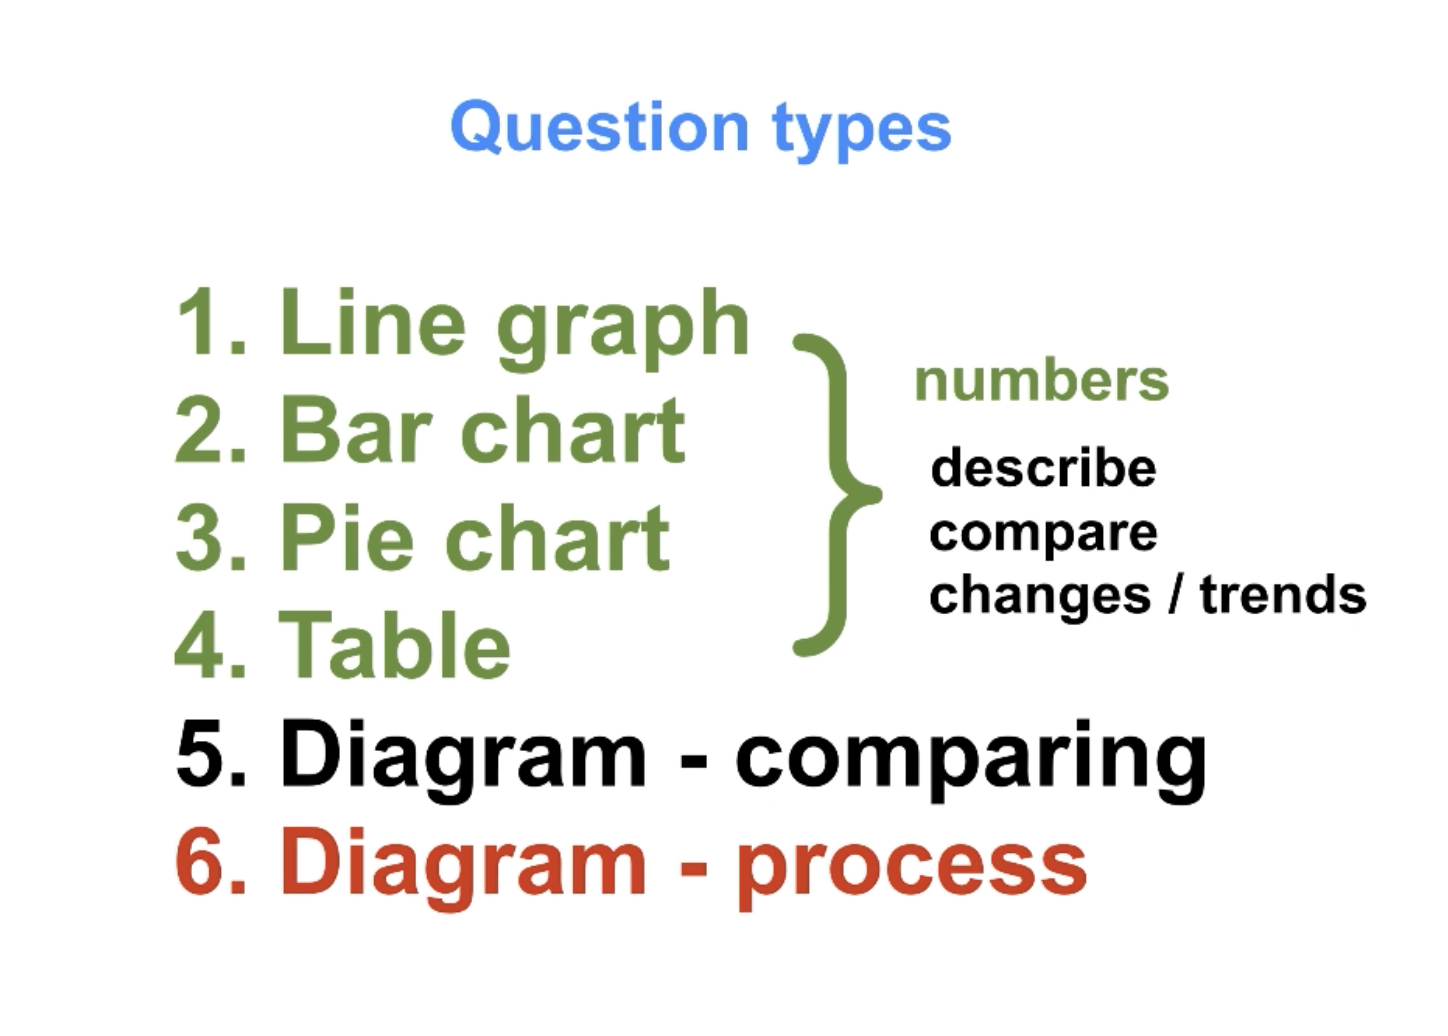 Question types
1. Line graph
2. Bar chart
3. Pie chart
4. Table
numbers
describe
compare
changes / trends
5. Diagram - comparing
6. Diagram - process